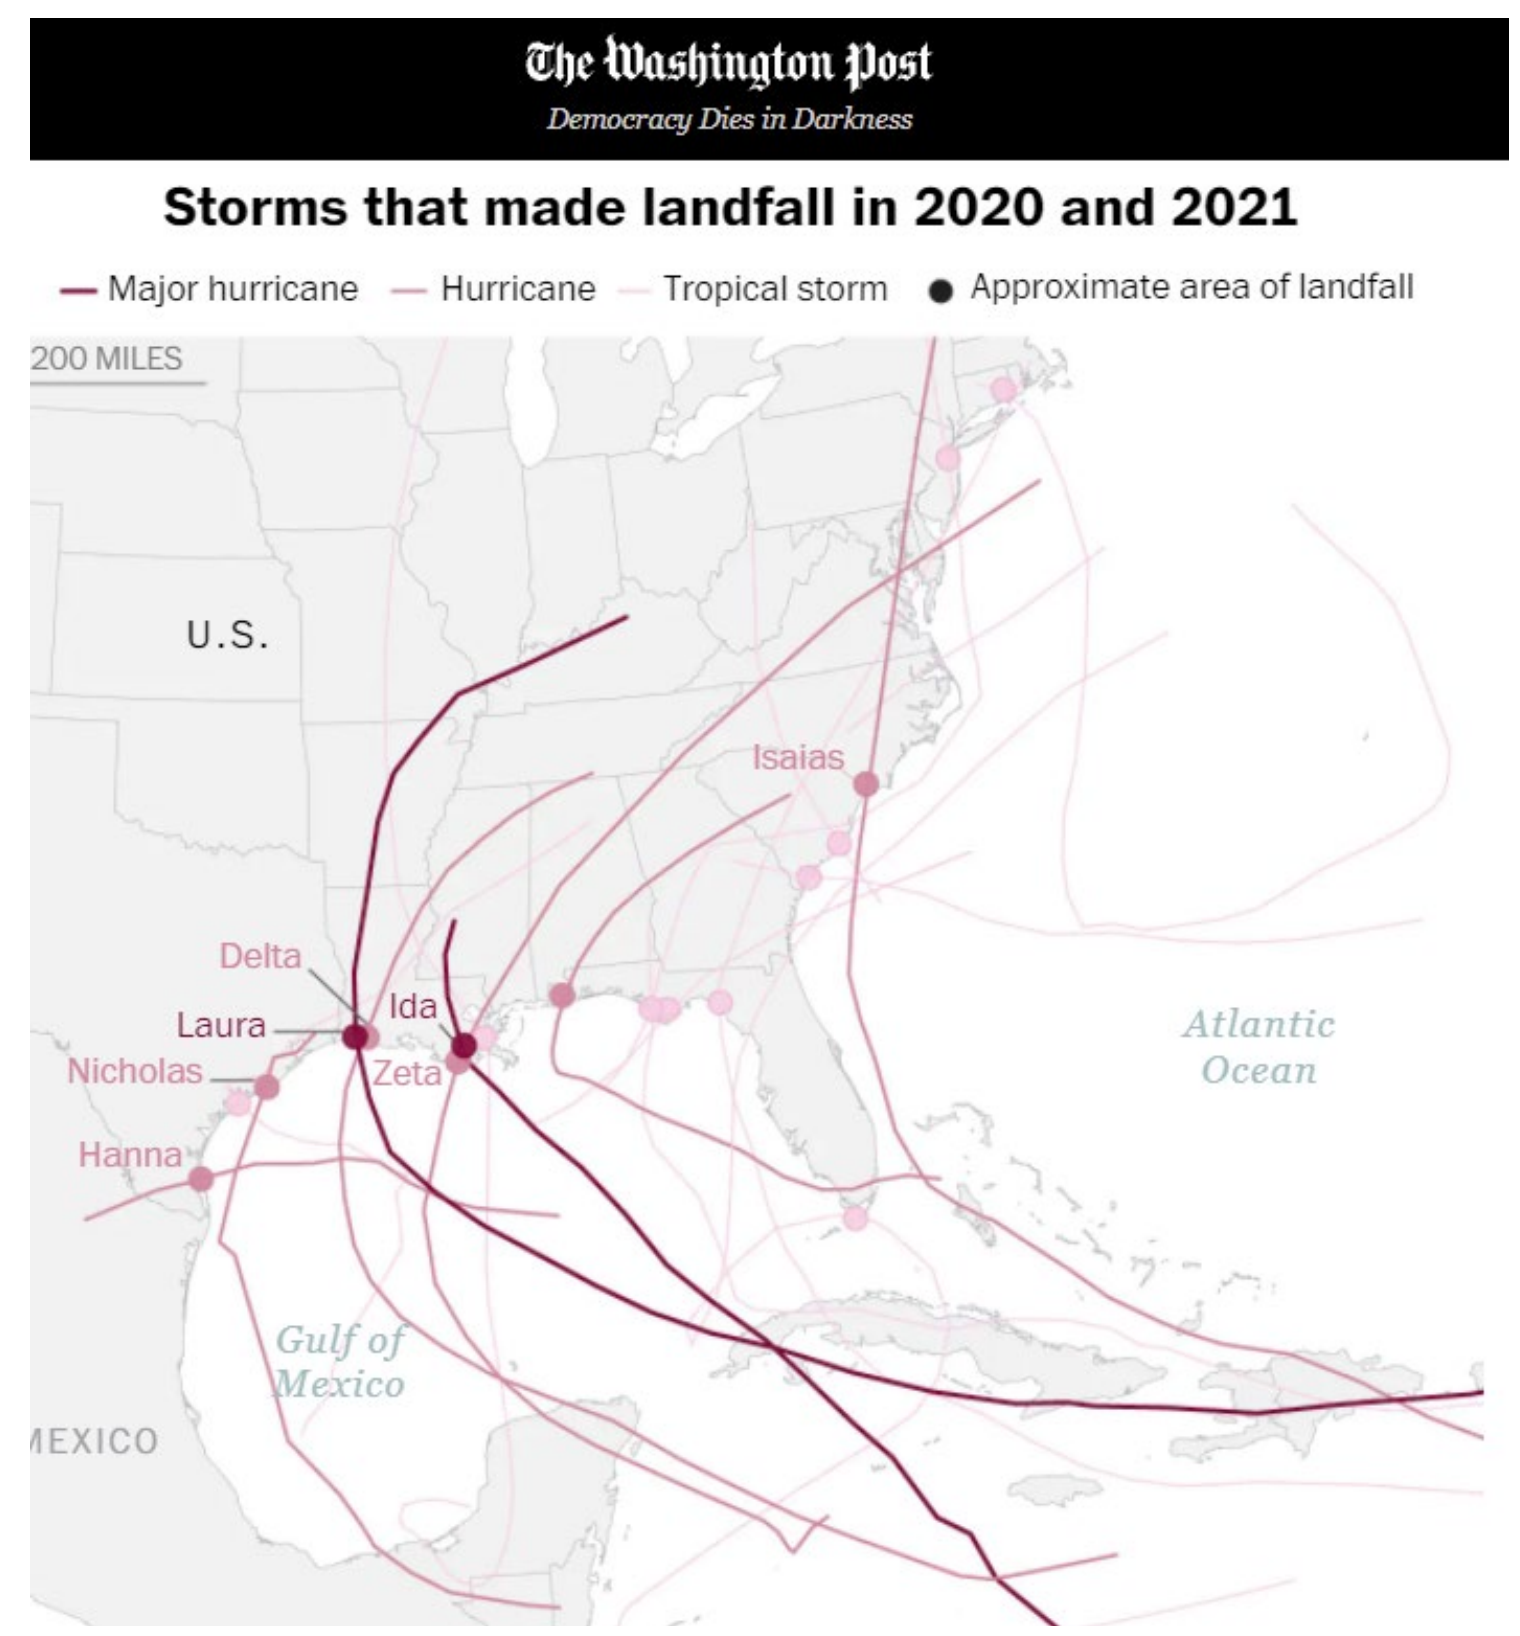 The Washington Post
Democracy Dies in Darkness
Storms that made landfall in 2020 and 2021
Major hurricane
Hurricane
Tropical storm
Approximate area of landfall
200 MILES
U.S.
Isaias
Delta
Ida
Laura
Nicholas
Zeta
Hanna
Atlantic
Ocean
Gulf of
Mexico
MEXICO